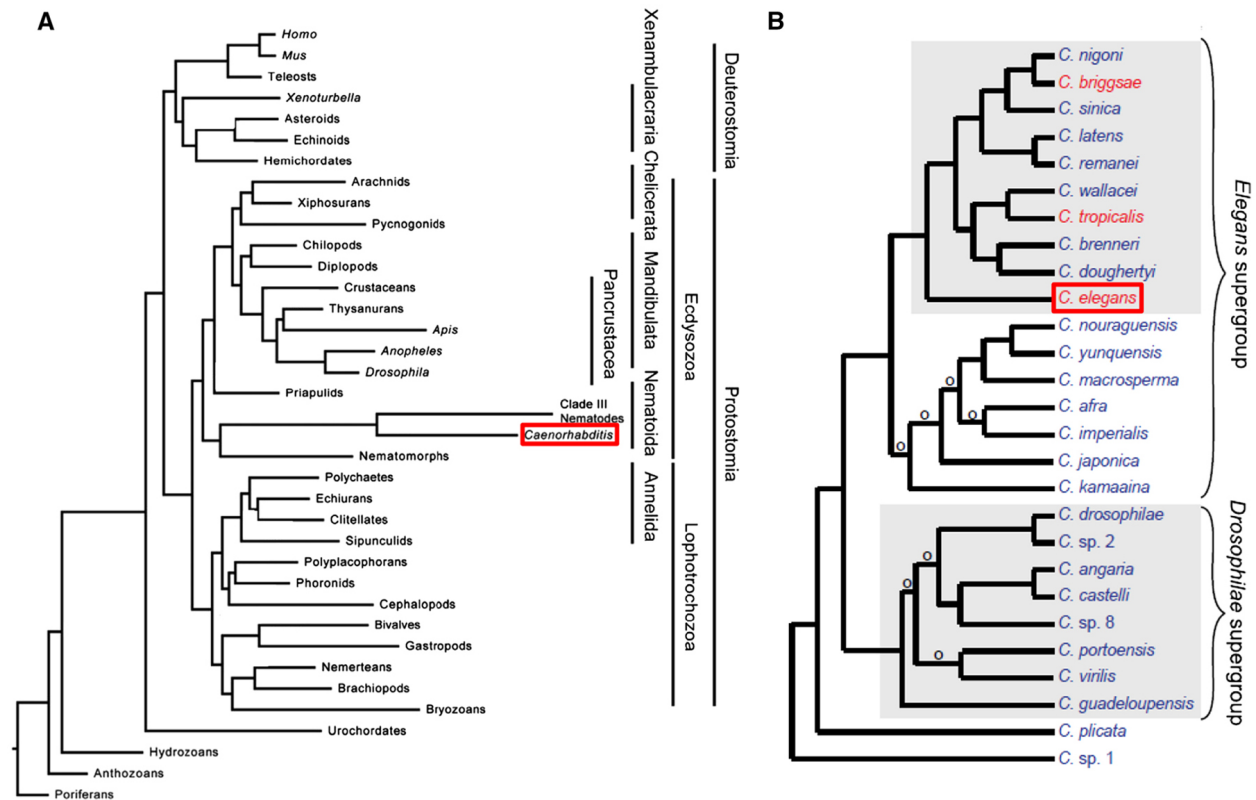 A
Homo
Mus
Teleosts
Xenoturbella
Asteroids
Echinoids
Hemichordates
Arachnids
Xiphosurans
Pycnogonids
Chilopods
Diplopods
Crustaceans
Thysanurans
Apis
Anopheles
Drosophila
Priapulids
Clade III
Nematodes
Caenorhabditis
Nematomorphs
Polychaetes
Echiurans
Clitellates
Sipunculids
Polyplacophorans
Phoronids
Cephalopods
Bivalves
Gastropods
Nemerteans
Brachiopods
Bryozoans
Urochordates
Hydrozoans
Anthozoans
Poriferans
Pancrustacea
Xenambulacraria
Chelicerata
Mandibulata
Nematoida
Annelida
Ecdysozoa
Lophotrochozoa
Deuterostomia
Protostomia
B
C. nigoni
C. briggsae
C. sinica
C. latens
C. remanei
C. wallacei
C. tropicalis
C. brenneri
C. doughertyi
C. elegans
C. nouraguensis
C. yunquensis
C. macrosperma
O
C. afra
O
O
C. imperialis
C. japonica
O
C. kamaaina
C. drosophilae
C. sp. 2
O
C. angaria
O
C. castelli
C. sp. 8
C. portoensis
O
C. virilis
C. guadeloupensis
C. plicata
C. sp. 1
Elegans supergroup
Drosophilae supergroup